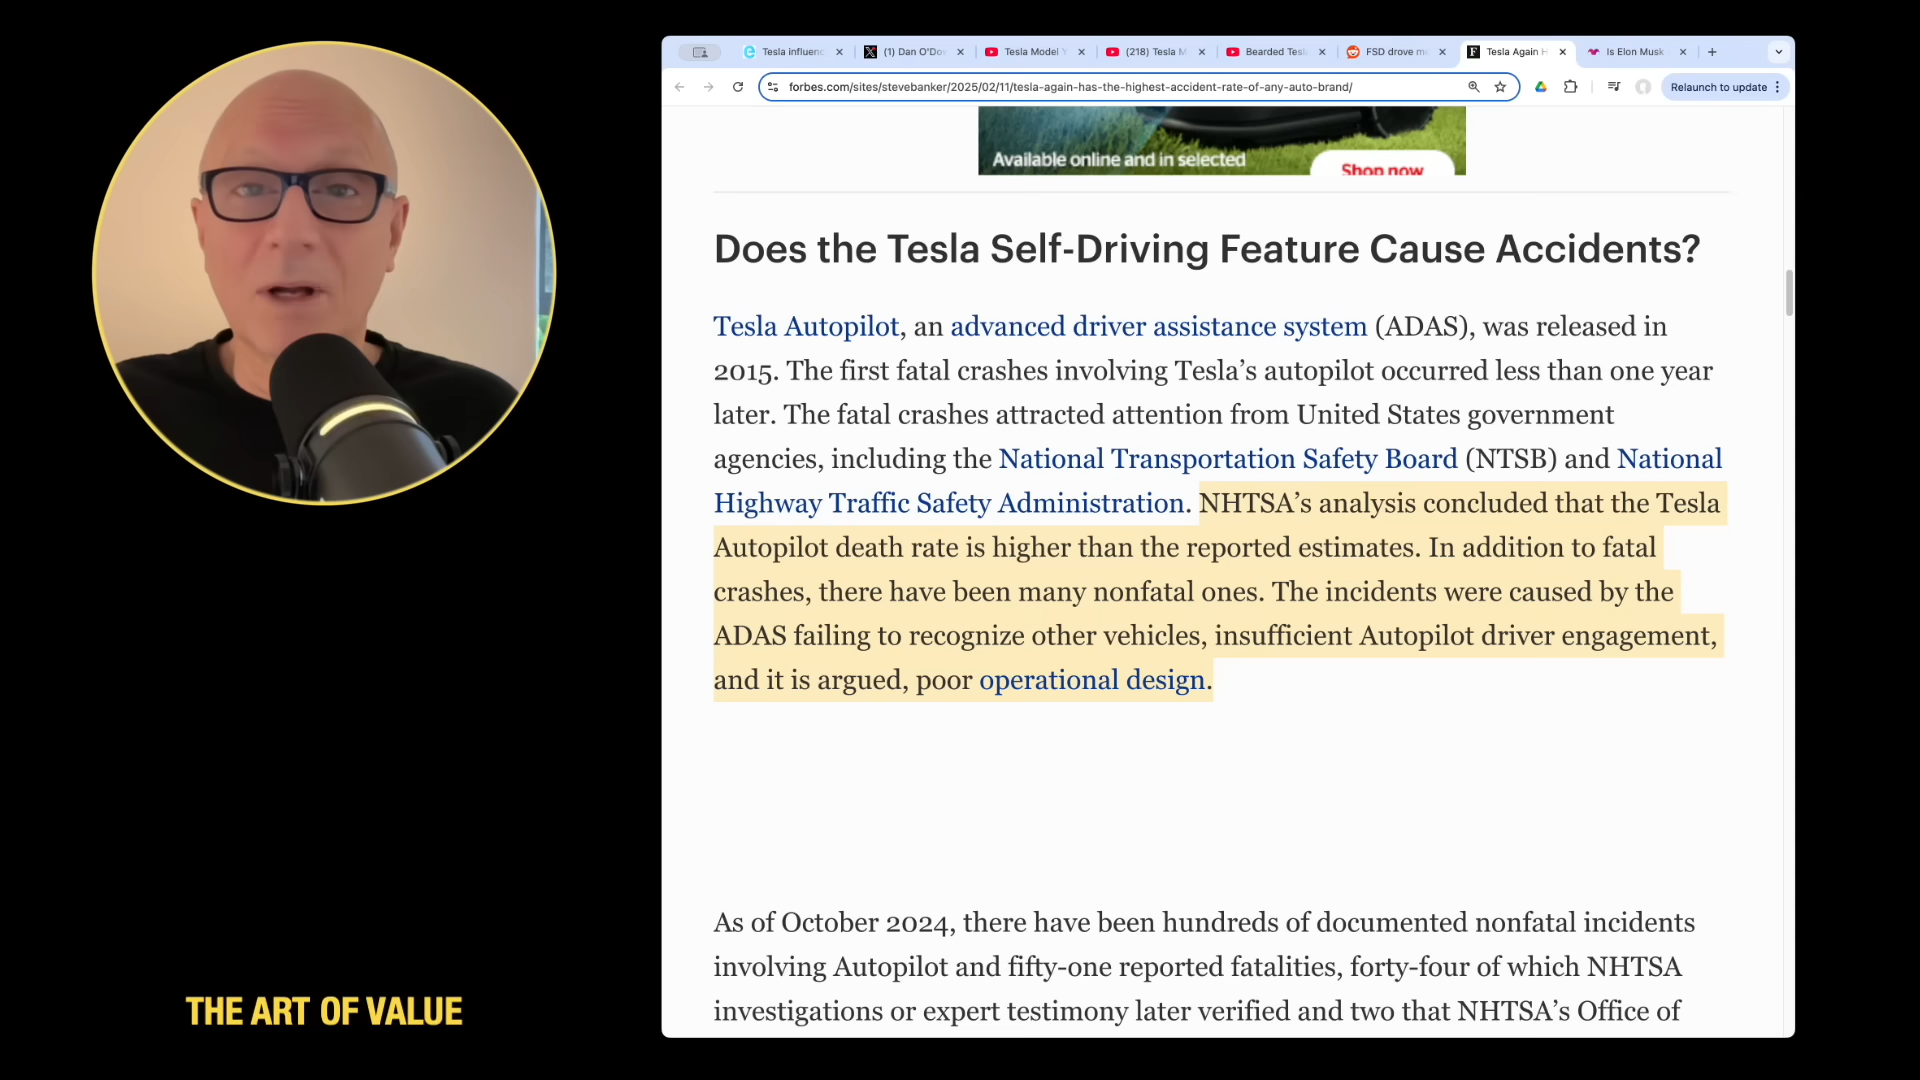 Tesla influenc
(1) Dan O'Do
Tesla Model Y
(218) Tesla M
Bearded Tesl
FSD drove me
Tesla Again H
Is Elon Musk
forbes.com/sites/stevebanker/2025/02/11/tesla-again-has-the-highest-accident-rate-of-any-auto-brand/
Relaunch to update
Available online and in selected
Shop now
Does the Tesla Self-Driving Feature Cause Accidents?
Tesla Autopilot, an advanced driver assistance system (ADAS), was released in
2015. The first fatal crashes involving Tesla’s autopilot occurred less than one year
later. The fatal crashes attracted attention from United States government
agencies, including the National Transportation Safety Board (NTSB) and National
Highway Traffic Safety Administration. NHTSA’s analysis concluded that the Tesla
Autopilot death rate is higher than the reported estimates. In addition to fatal
crashes, there have been many nonfatal ones. The incidents were caused by the
ADAS failing to recognize other vehicles, insufficient Autopilot driver engagement,
and it is argued, poor operational design.
As of October 2024, there have been hundreds of documented nonfatal incidents
involving Autopilot and fifty-one reported fatalities, forty-four of which NHTSA
investigations or expert testimony later verified and two that NHTSA’s Office of
THE ART OF VALUE